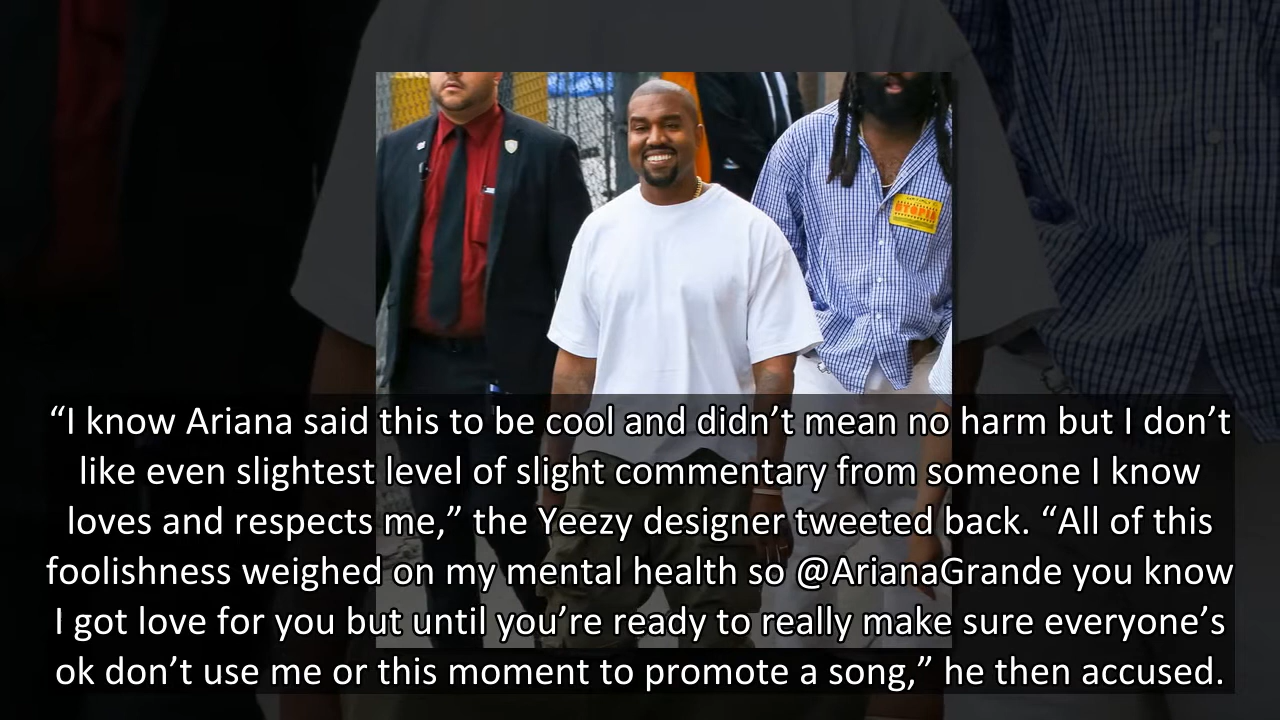 “I know Ariana said this to be cool and didn’t mean no harm but I don’t
like even slightest level of slight commentary from someone I know
loves and respects me,” the Yeezy designer tweeted back. “All of this
foolishness weighed on my mental health so @ArianaGrande you know
I got love for you but until you’re ready to really make sure everyone’s
ok don’t use me or this moment to promote a song,” he then accused.